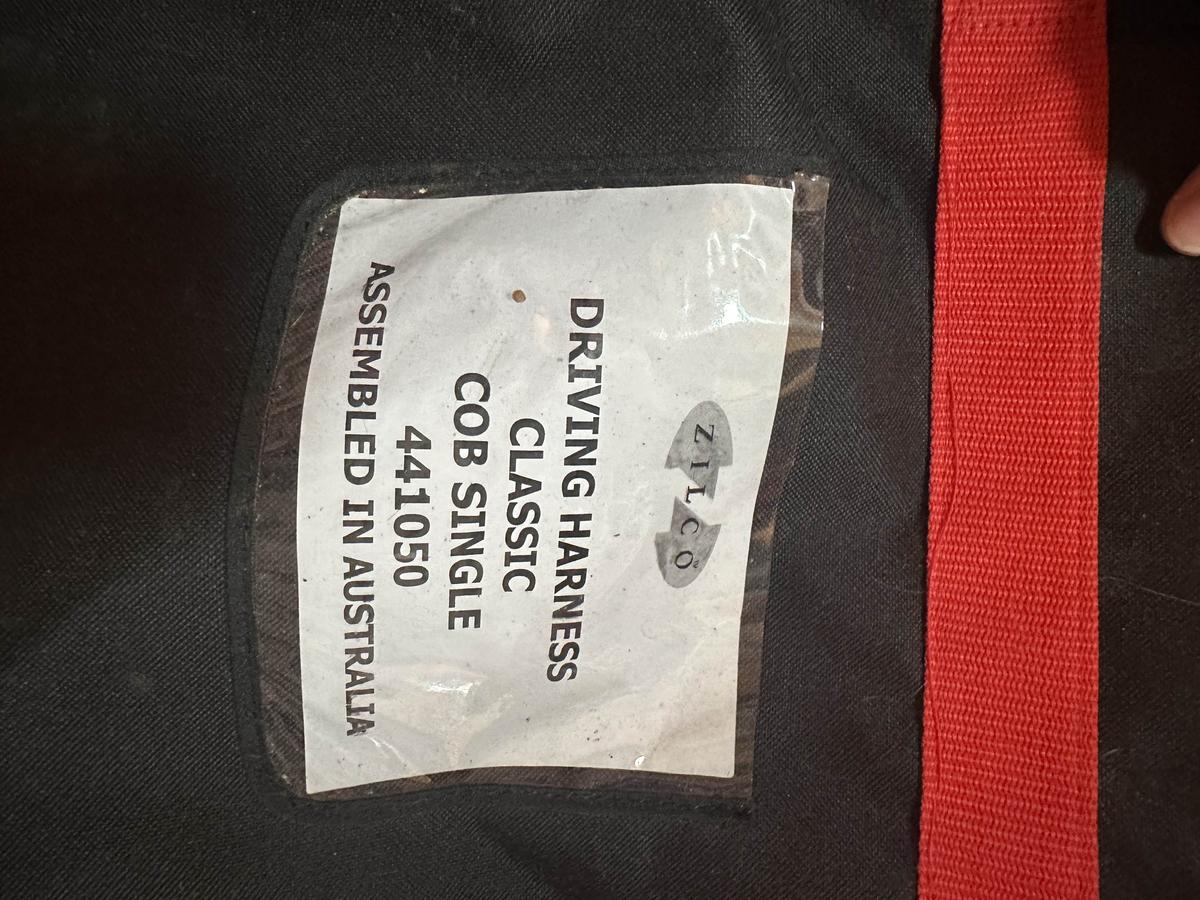 ZILCO
DRIVING HARNESS
CLASSIC
COB SINGLE
441050
ASSEMBLED IN AUSTRALIA